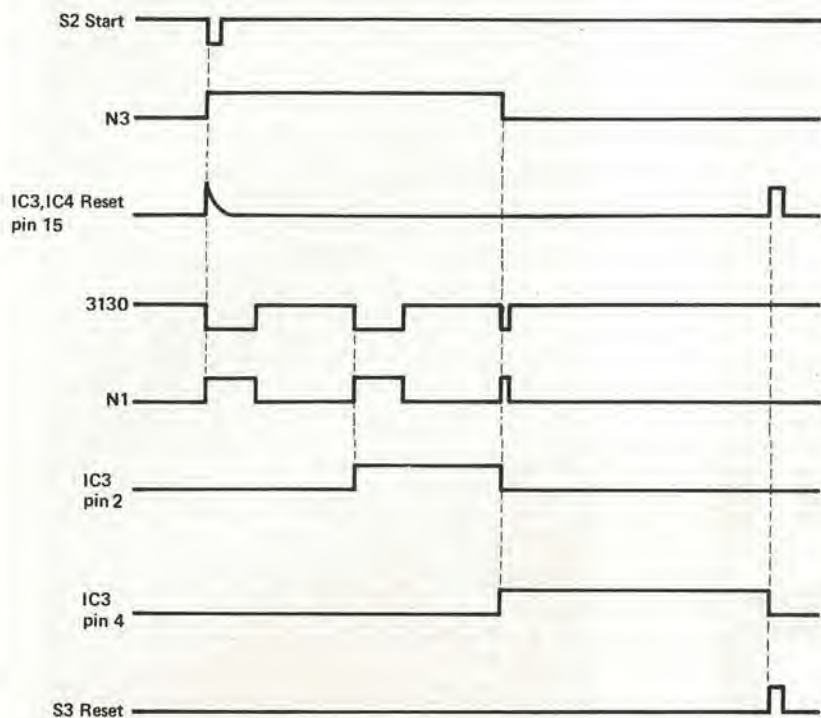 S2 Start
N3
IC3,IC4 Reset
pin 15
3130
N1
IC3
pin 2
IC3
pin 4
S3 Reset